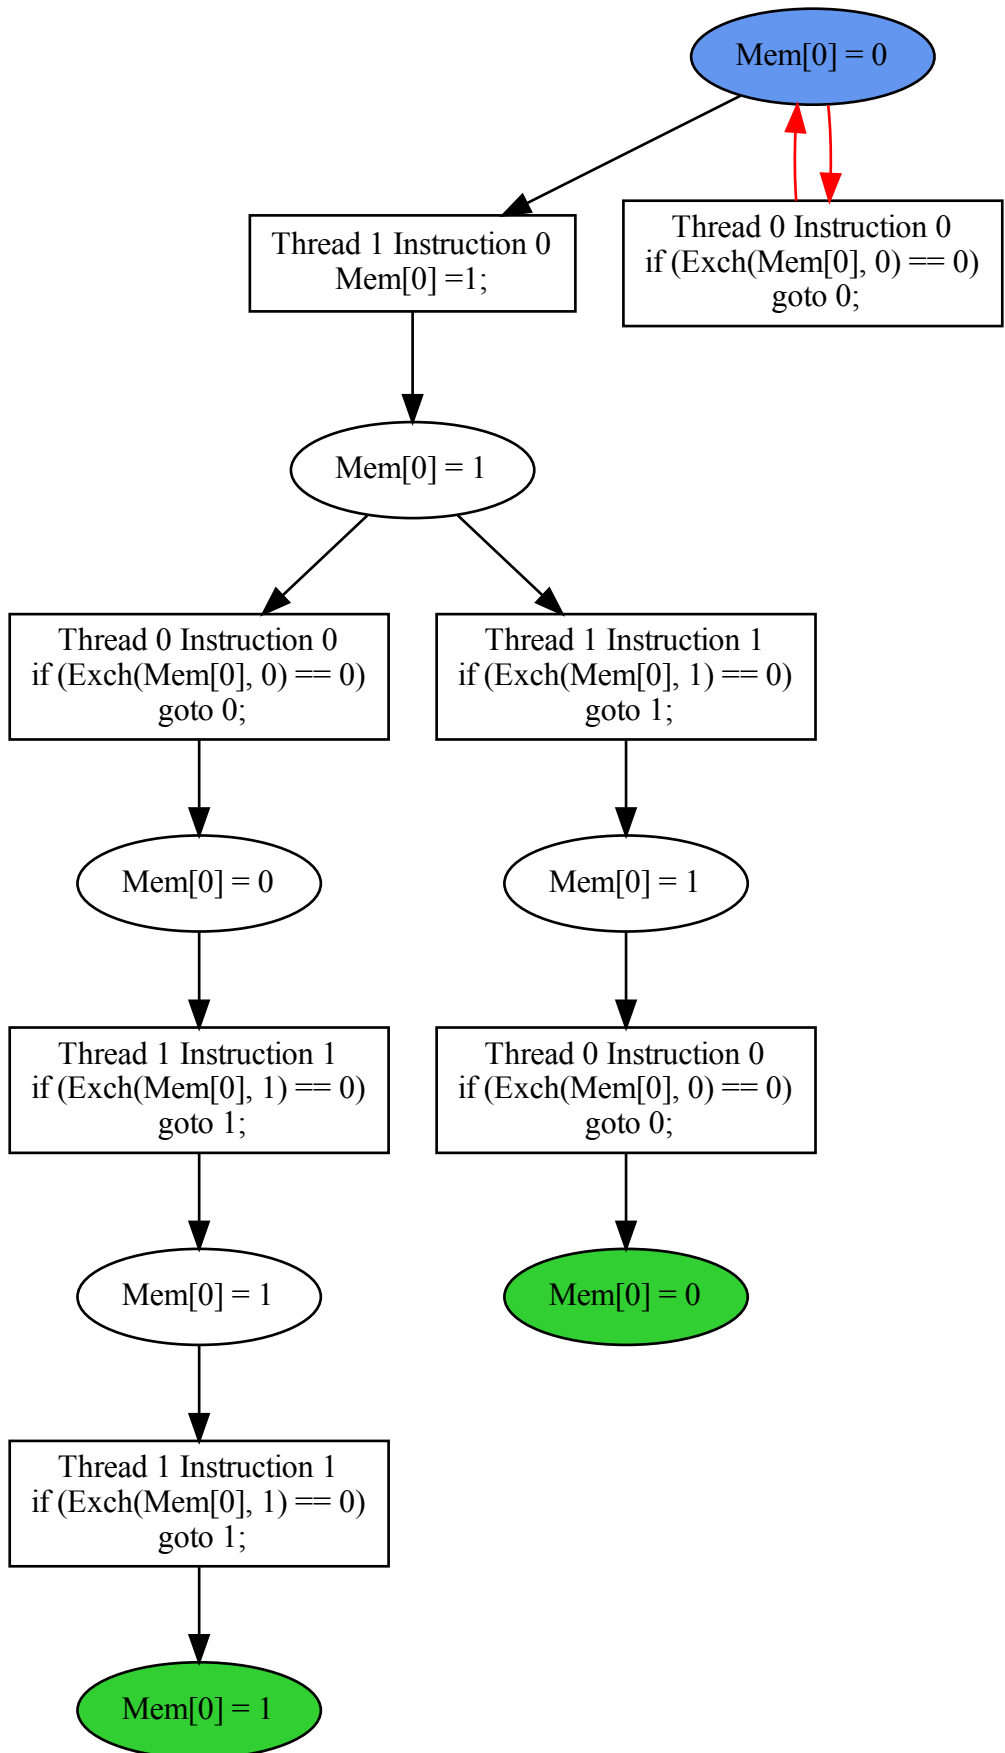 Mem[0] = 0
Thread 1 Instruction 0
Mem[0] =1;
Thread 0 Instruction 0
if (Exch(Mem[0], 0) == 0)
goto 0;
Mem[0] = 1
Thread 0 Instruction 0
if (Exch(Mem[0], 0) == 0)
goto 0;
Thread 1 Instruction 1
if (Exch(Mem[0], 1) == 0)
goto 1;
Mem[0] = 0
Mem[0] = 1
Thread 1 Instruction 1
if (Exch(Mem[0], 1) == 0)
goto 1;
Thread 0 Instruction 0
if (Exch(Mem[0], 0) == 0)
goto 0;
Mem[0] = 1
Mem[0] = 0
Thread 1 Instruction 1
if (Exch(Mem[0], 1) == 0)
goto 1;
Mem[0] = 1